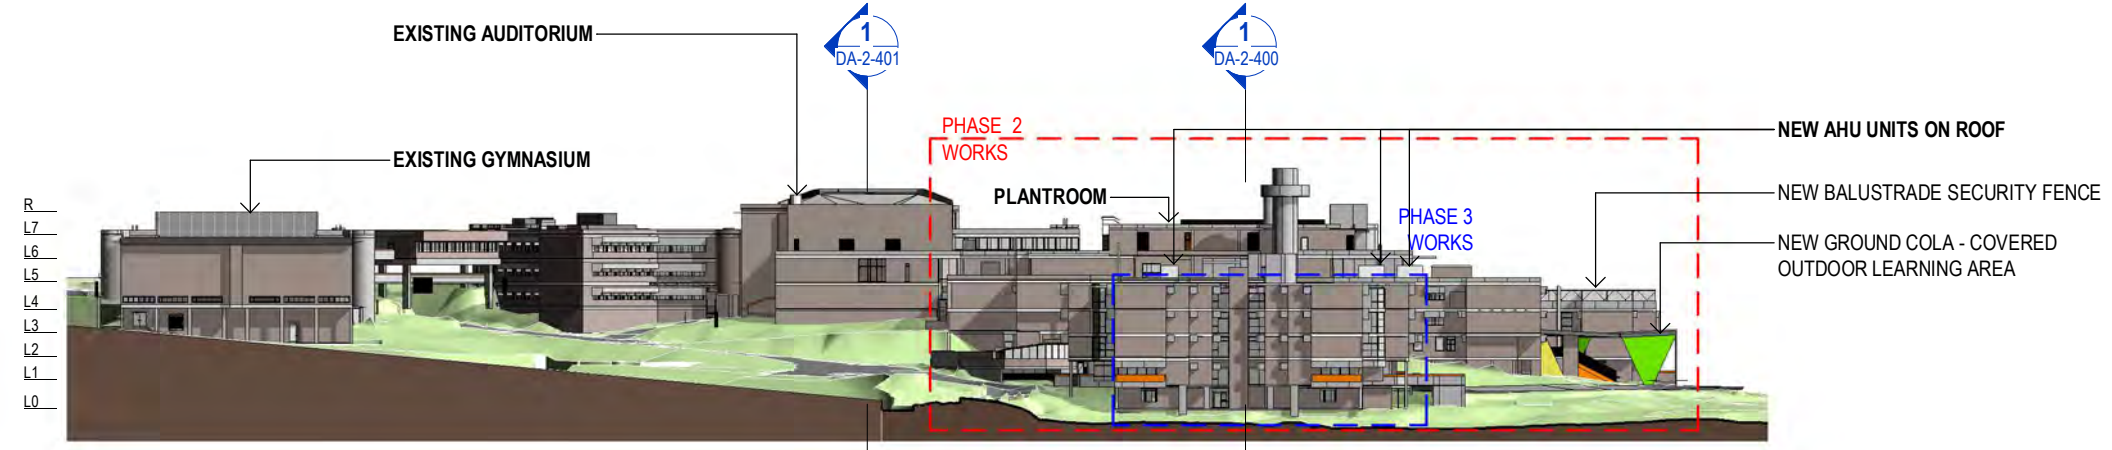 EXISTING AUDITORIUM
1
DA-2-401
1
DA-2-400
PHASE 2
WORKS
NEW AHU UNITS ON ROOF
EXISTING GYMNASIUM
PLANTROOM
NEW BALUSTRADE SECURITY FENCE
PHASE 3
WORKS
NEW GROUND COLA - COVERED
OUTDOOR LEARNING AREA
R
L7
L6
L5
L4
L3
L2
L1
L0